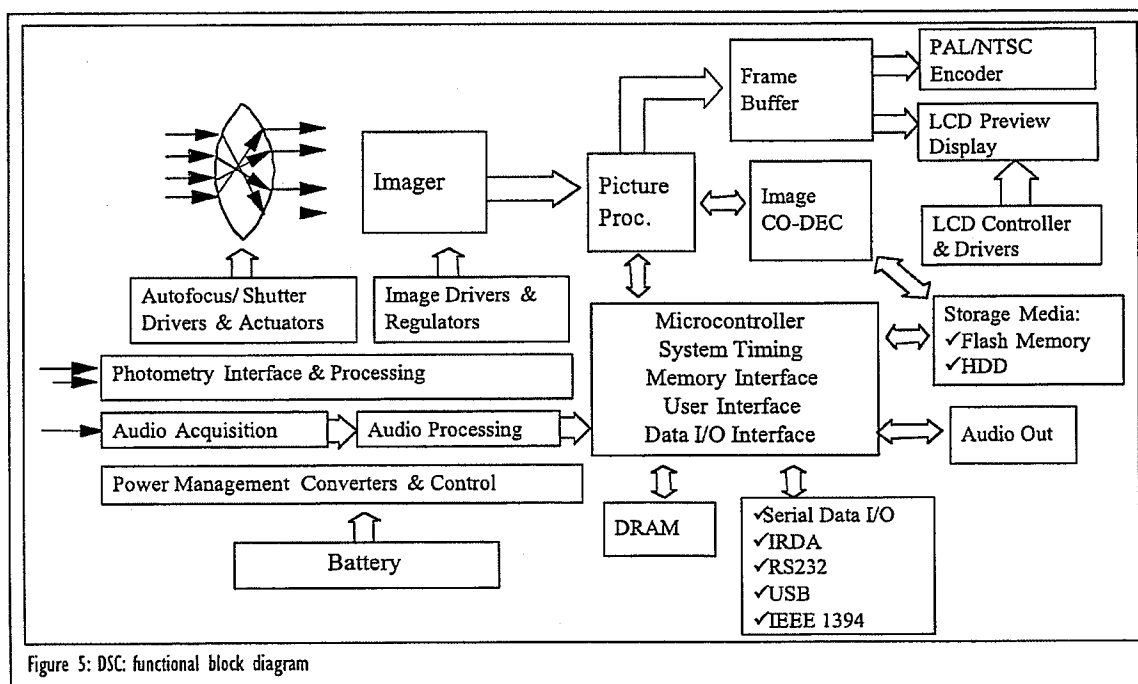 PAL/NTSC
Encoder
Frame
Buffer
LCD Preview
Display
Imager
Picture
Proc.
Image
CO-DEC
LCD Controller
& Drivers
Autofocus/ Shutter
Drivers & Actuators
Image Drivers &
Regulators
Microcontroller
System Timing
Memory Interface
User Interface
Data I/O Interface
Storage Media:
✓Flash Memory
✓HDD
Photometry Interface & Processing
Audio Acquisition
Audio Processing
Audio Out
Power Management Converters & Control
Battery
DRAM
✓Serial Data I/O
✓IRDA
✓RS232
✓USB
✓IEEE 1394
Figure 5: DSC: functional block diagram